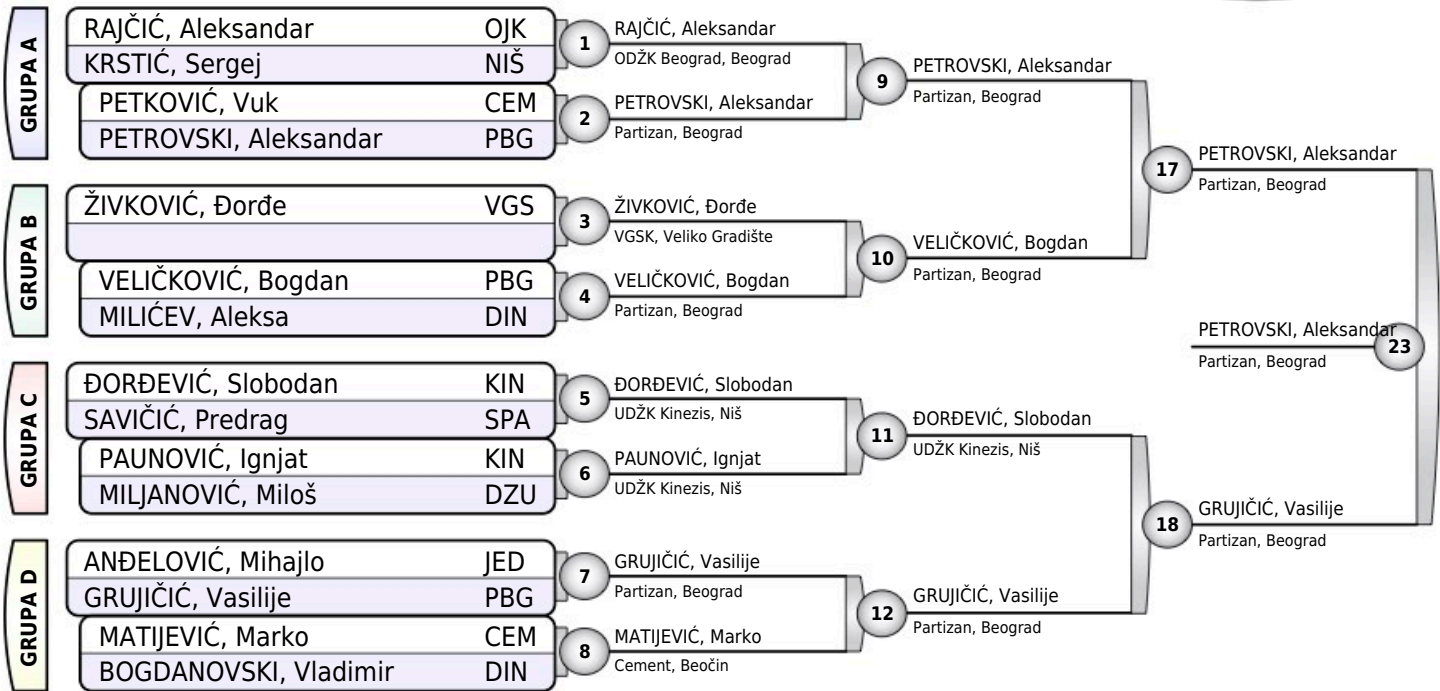 GRUPA A
RAJČIĆ, Aleksandar OJK
KRSTIĆ, Sergej NIŠ
PETKOVIĆ, Vuk CEM
PETROVSKI, Aleksandar PBG
GRUPA B
ŽIVKOVIĆ, Đorđe VGS
VELIČKOVIĆ, Bogdan PBG
MILIĆEV, Aleksa DIN
GRUPA C
ĐORĐEVIĆ, Slobodan KIN
SAVIČIĆ, Predrag SPA
PAUNOVIĆ, Ignjat KIN
MILJANOVIĆ, Miloš DZU
GRUPA D
ANĐELOVIĆ, Mihajlo JED
GRUJIČIĆ, Vasilije PBG
MATIJEVIĆ, Marko CEM
BOGDANOVSKI, Vladimir DIN
1
RAJČIĆ, Aleksandar
ODŽK Beograd, Beograd
2
PETROVSKI, Aleksandar
Partizan, Beograd
3
ŽIVKOVIĆ, Đorđe
VGSK, Veliko Gradište
4
VELIČKOVIĆ, Bogdan
Partizan, Beograd
5
ĐORĐEVIĆ, Slobodan
UDŽK Kinezis, Niš
6
PAUNOVIĆ, Ignjat
UDŽK Kinezis, Niš
7
GRUJIČIĆ, Vasilije
Partizan, Beograd
8
MATIJEVIĆ, Marko
Cement, Beočin
9
PETROVSKI, Aleksandar
Partizan, Beograd
10
VELIČKOVIĆ, Bogdan
Partizan, Beograd
11
ĐORĐEVIĆ, Slobodan
UDŽK Kinezis, Niš
12
GRUJIČIĆ, Vasilije
Partizan, Beograd
17
PETROVSKI, Aleksandar
Partizan, Beograd
18
GRUJIČIĆ, Vasilije
Partizan, Beograd
PETROVSKI, Aleksandar
23
Partizan, Beograd